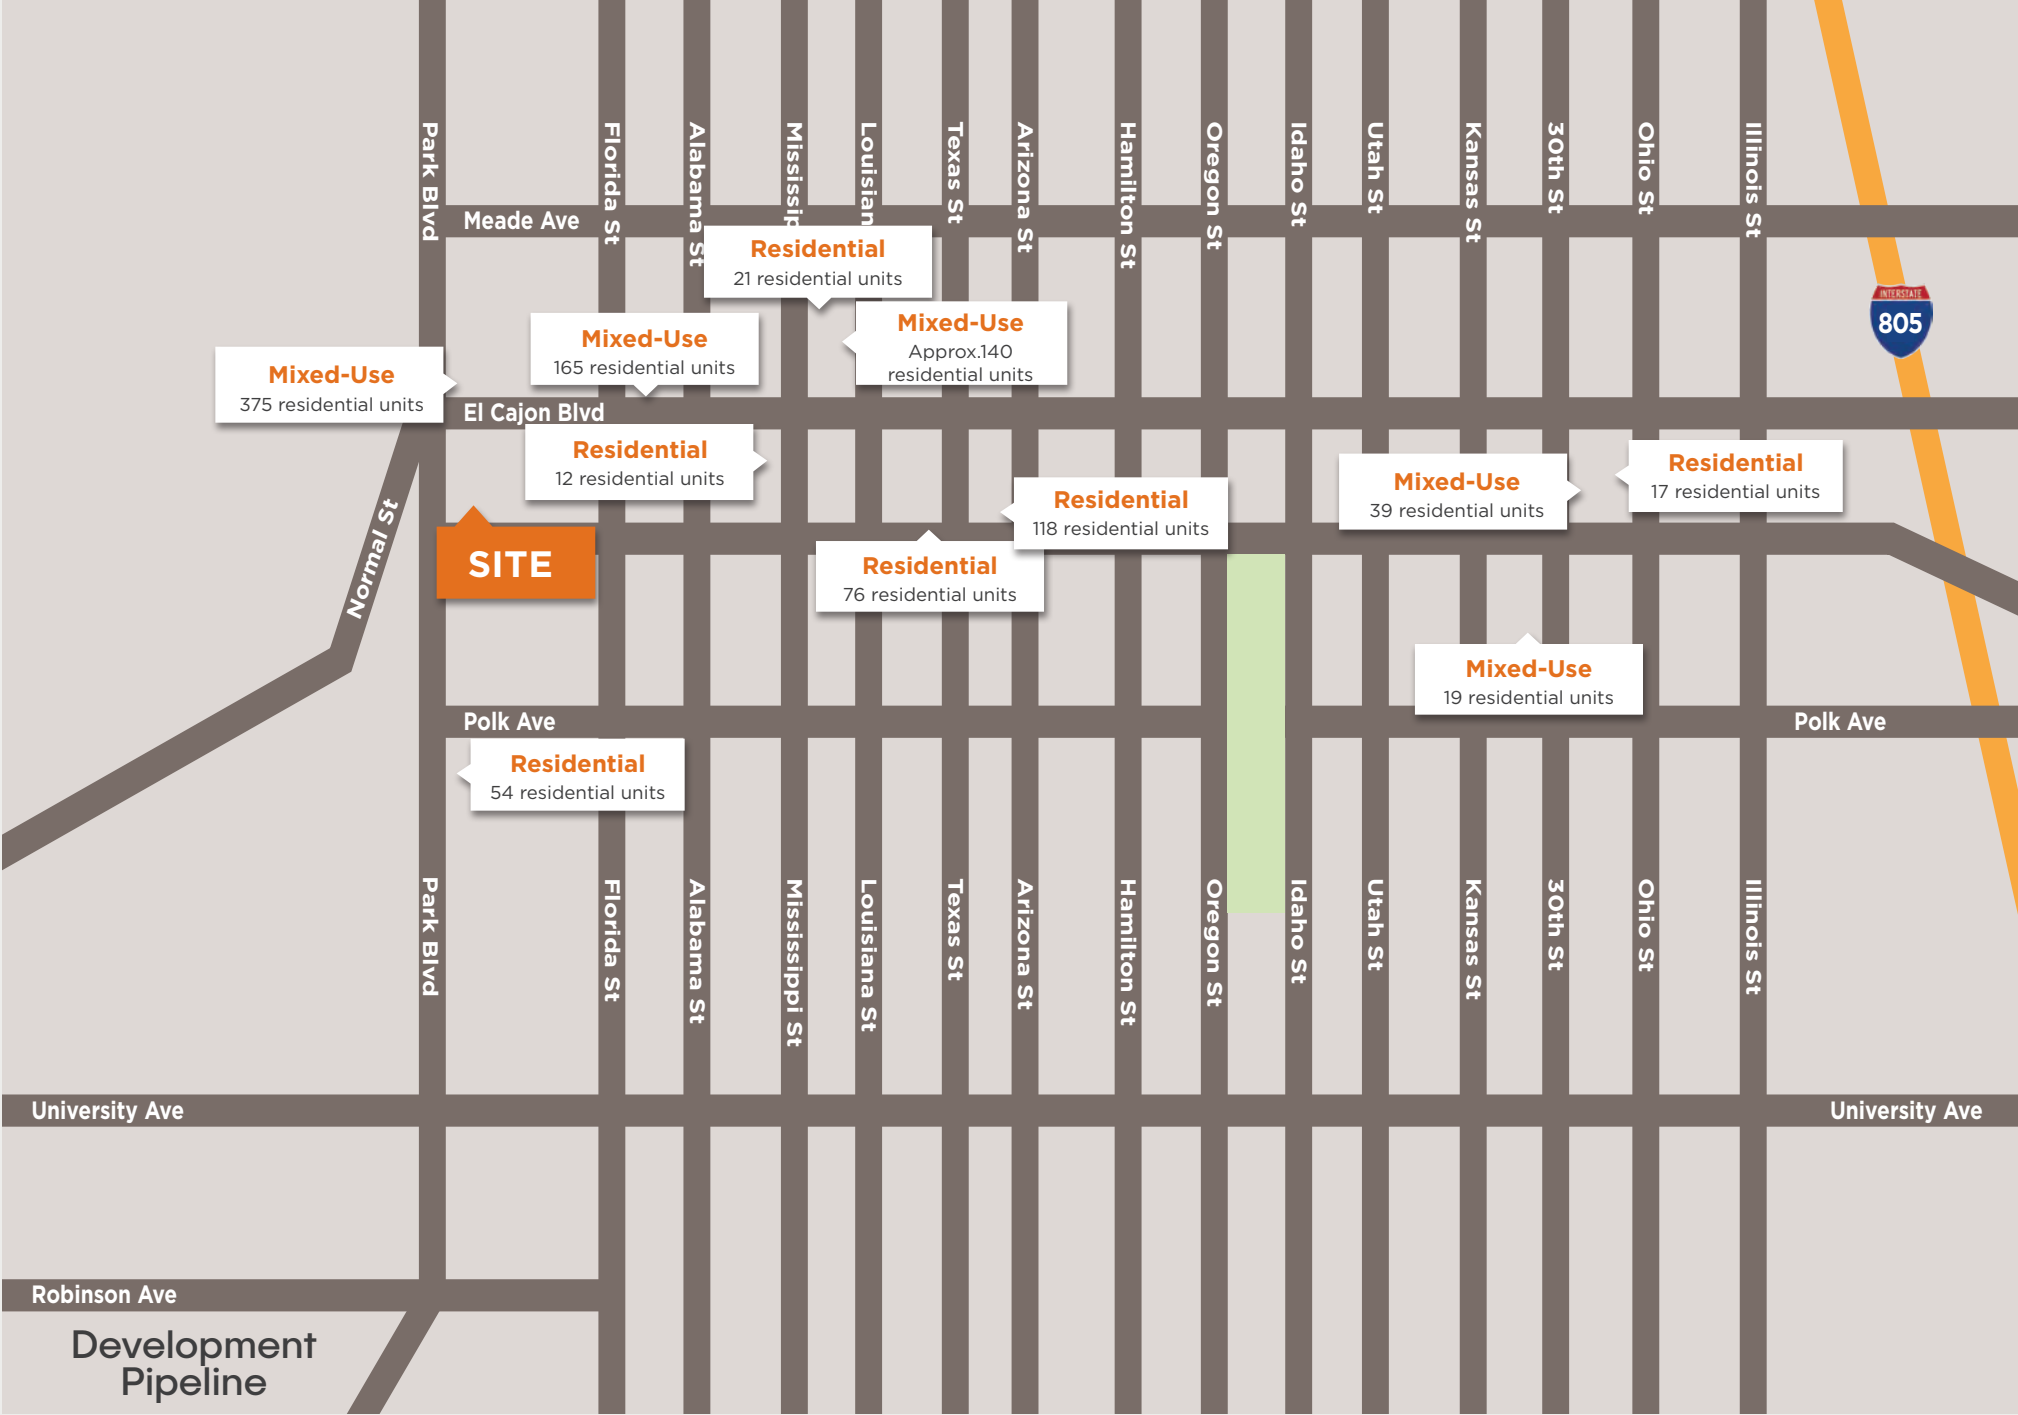 Park Blvd
Florida St
Alabama St
Mississip
Louisian
Texas St
Arizona St
Hamilton St
Oregon St
Idaho St
Utah St
Kansas St
30th St
Ohio St
Illinois St
Meade Ave
Residential
21 residential units
INTERSTATE
805
Mixed-Use
Approx.140
residential units
Mixed-Use
165 residential units
Mixed-Use
375 residential units
El Cajon Blvd
Residential
12 residential units
Residential
17 residential units
Mixed-Use
39 residential units
Residential
118 residential units
Normal St
SITE
Residential
76 residential units
Mixed-Use
19 residential units
Polk Ave
Polk Ave
Residential
54 residential units
Park Blvd
Florida St
Alabama St
Mississippi St
Louisiana St
Texas St
Arizona St
Hamilton St
Oregon St
Idaho St
Utah St
Kansas St
30th St
Ohio St
Illinois St
University Ave
University Ave
Robinson Ave
Development
Pipeline